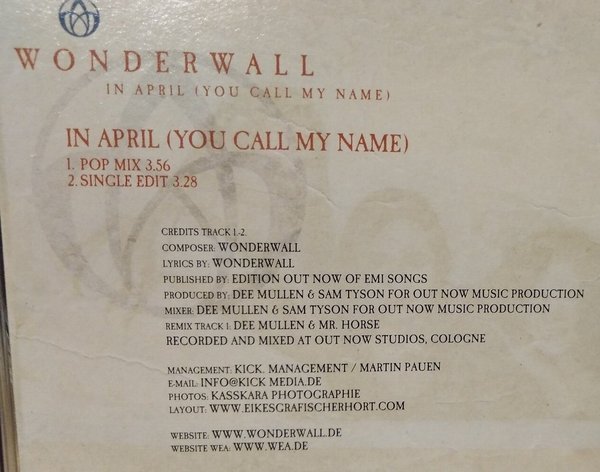 WONDERWALL
IN APRIL (YOU CALL MY NAME)
IN APRIL (YOU CALL MY NAME)
1. POP MIX 3.56
2. SINGLE EDIT 3.28
CREDITS TRACK 1.-2.
COMPOSER: WONDERWALL
LYRICS BY: WONDERWALL
PUBLISHED BY: EDITION OUT NOW OF EMI SONGS
PRODUCED BY: DEE MULLEN & SAM TYSON FOR OUT NOW MUSIC PRODUCTION
MIXER: DEE MULLEN & SAM TYSON FOR OUT NOW MUSIC PRODUCTION
REMIX TRACK 1: DEE MULLEN & MR. HORSE
RECORDED AND MIXED AT OUT NOW STUDIOS, COLOGNE
MANAGEMENT: KICK. MANAGEMENT / MARTIN PAUEN
E-MAIL: INFO@KICK MEDIA.DE
PHOTOS: KASSKARA PHOTOGRAPHIE
LAYOUT: WWW.EIKESGRAFISCHERHORT.COM
WEBSITE: WWW.WONDERWALL.DE
WEBSITE WEA: WWW.WEA.DE